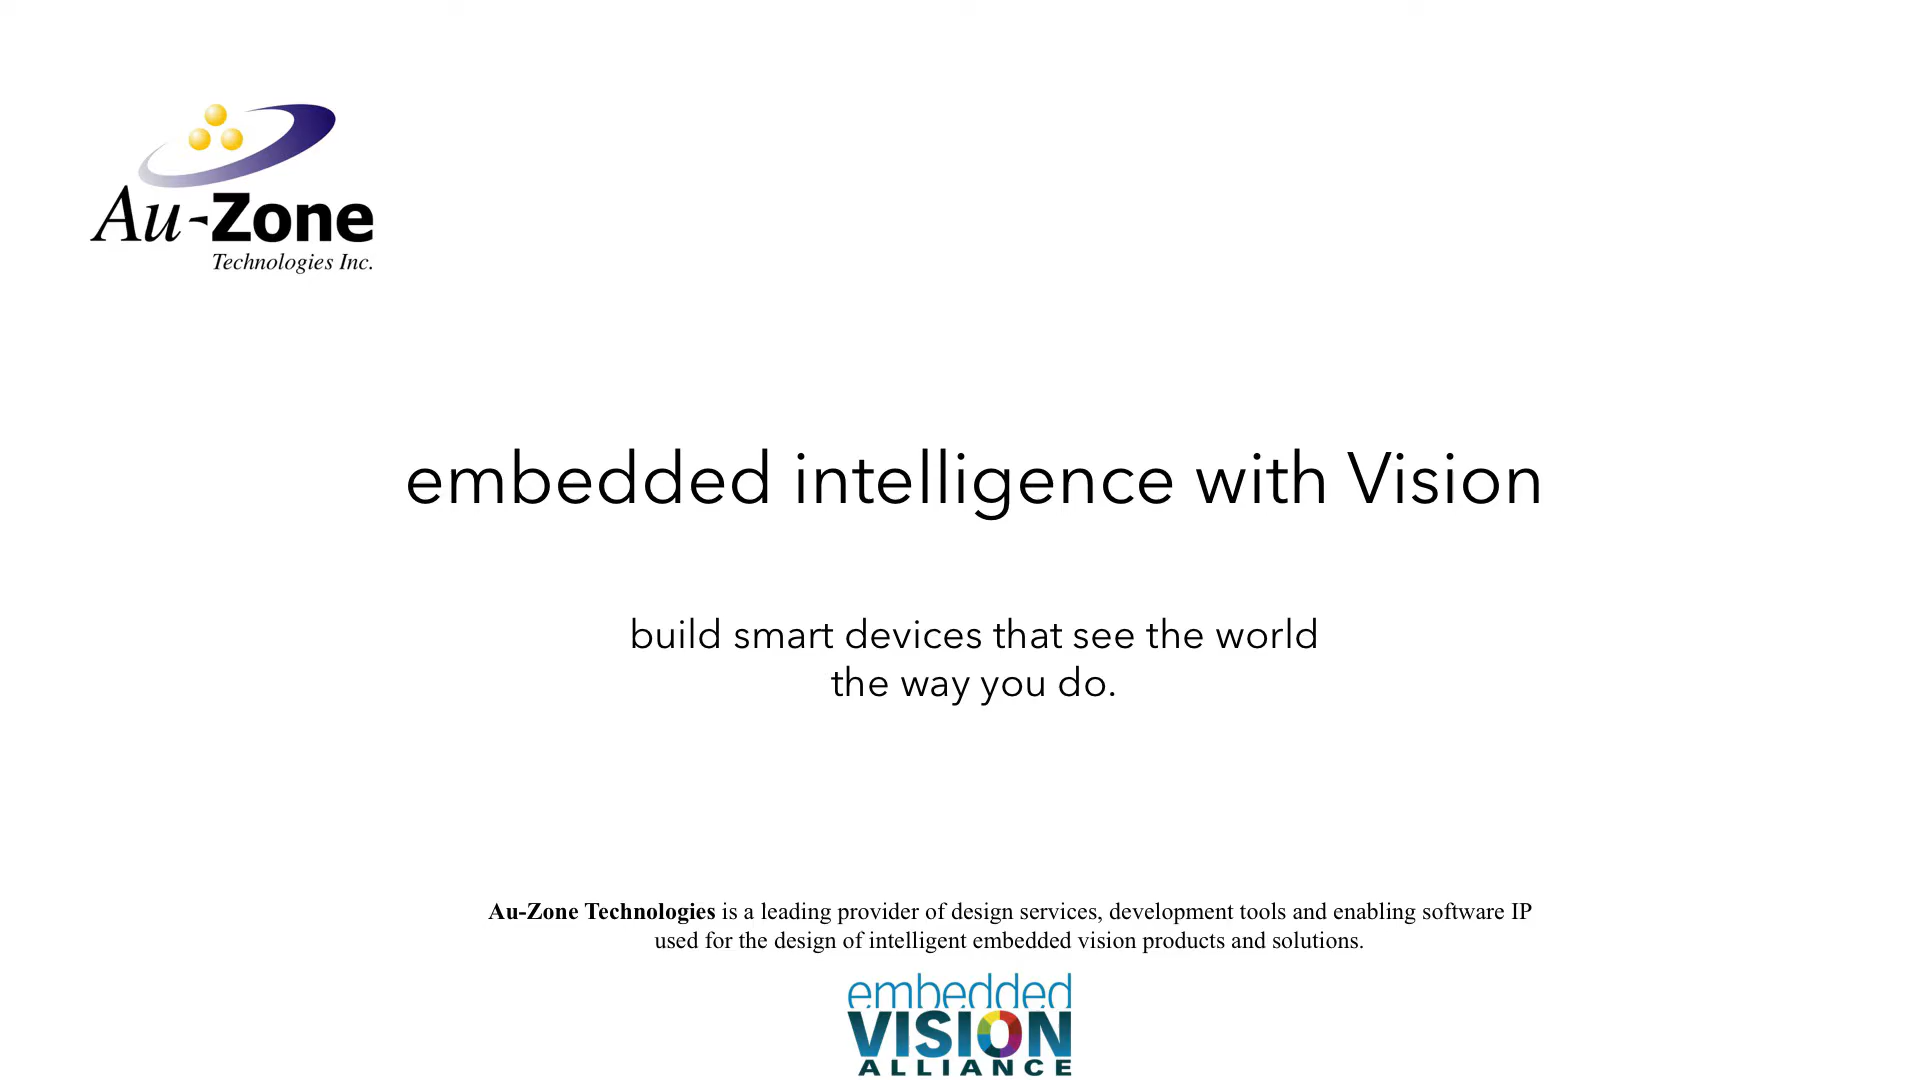 Au-Zone
Technologies Inc.
embedded intelligence with Vision
build smart devices that see the world
the way you do.
Au-Zone Technologies is a leading provider of design services, development tools and enabling software IP
used for the design of intelligent embedded vision products and solutions.
embedded
VISION
ALLIANCE